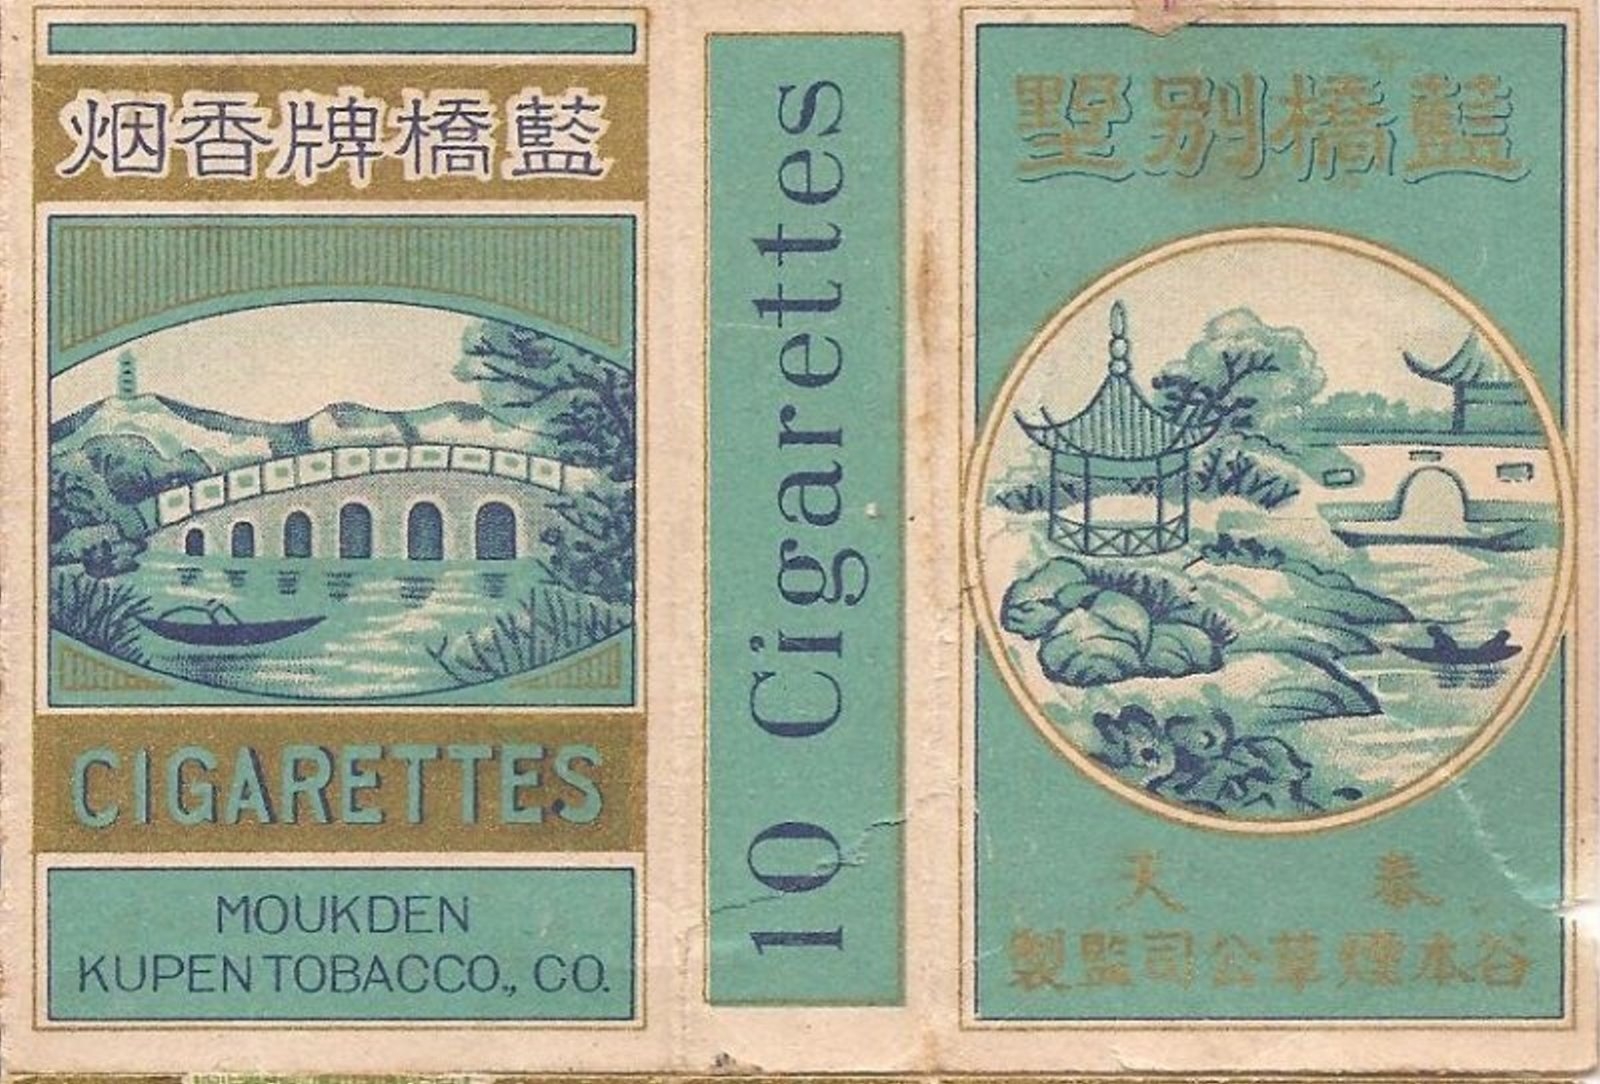 藍橋牌香烟
CIGARETTES
MOUKDEN
KUPEN TOBACCO., CO.
10 Cigarettes
藍橋別墅
奉天
谷本煙草公司監製